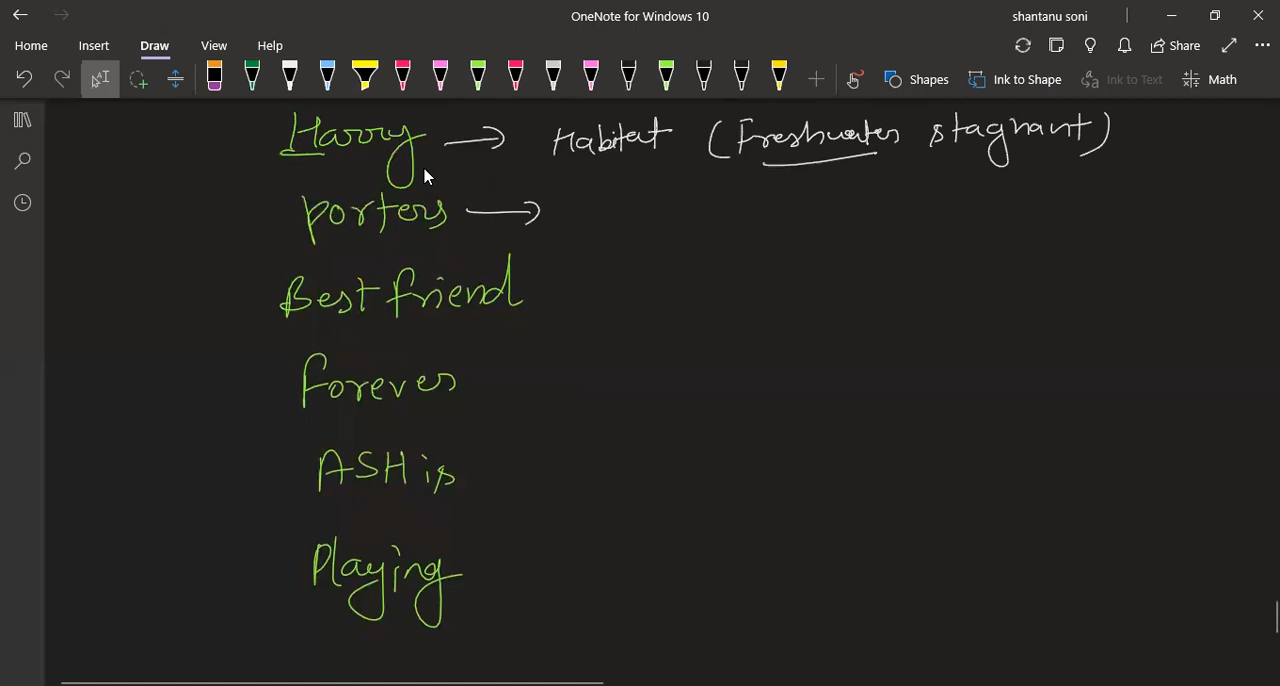 OneNote for Windows 10
shantanu soni
Home Insert Draw View Help
Share
Shapes Ink to Shape Ink to Text Math
Harry → Habitat (Freshwater stagnant)
porters →
Best friend
forever
ASH is
Playing